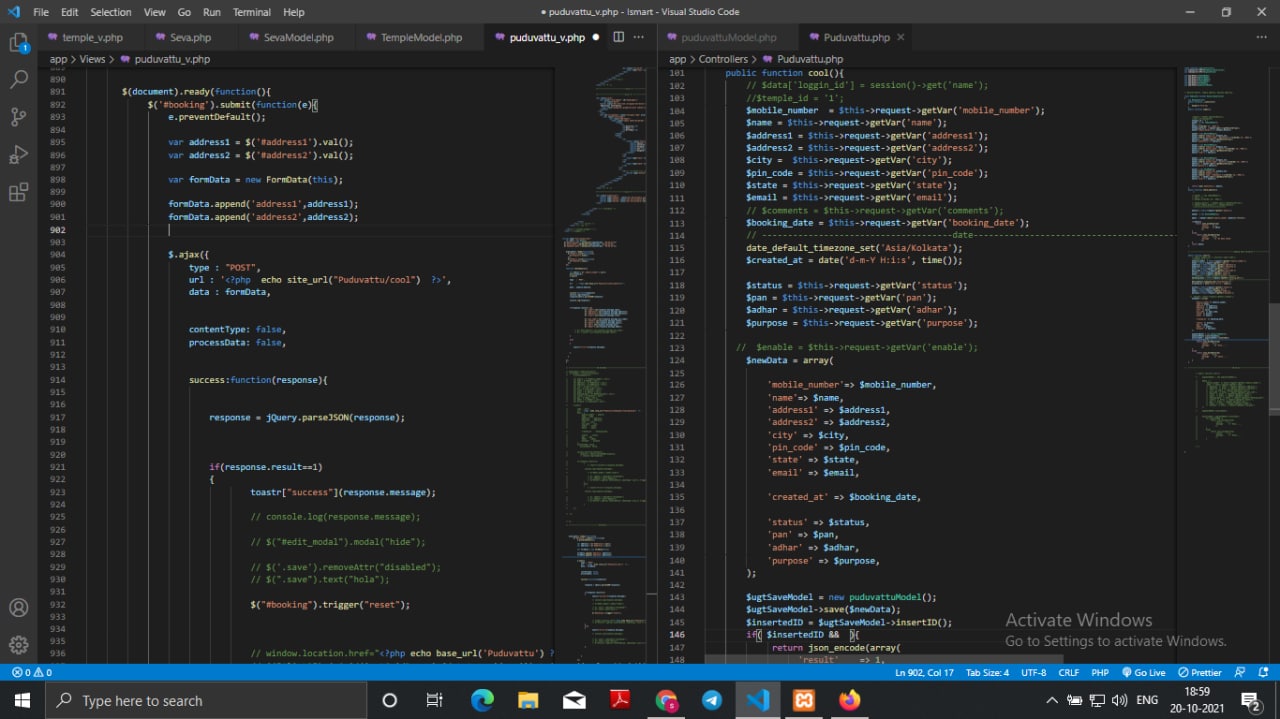 File Edit Selection View Go Run Terminal Help
● puduvattu_v.php - Ismart - Visual Studio Code
temple_v.php Seva.php SevaModel.php TempleModel.php puduvattu_v.php
puduvattuModel.php Puduvattu.php
app > Views > puduvattu_v.php
app > Controllers > Puduvattu.php
890
891 $(document).ready(function(){
892 $('#booking').submit(function(e){
893 e.preventDefault();
894
895 var address1 = $('#address1').val();
896 var address2 = $('#address2').val();
897
898 var formData = new FormData(this);
899
900 formData.append('address1',address1);
901 formData.append('address2',address2);
902
903
904 $.ajax({
905 type : "POST",
906 url : '<?php echo site_url("Puduvattu/cool") ?>',
907 data : formData,
908
909
910 contentType: false,
911 processData: false,
912
913
914 success:function(response){
915
916
917 response = jQuery.parseJSON(response);
918
919
920
921 if(response.result==1)
922 {
923 toastr["success"](response.message);
924
925 // console.log(response.message);
926
927 // $("#edit_modal").modal("hide");
928
929 // $('.save').removeAttr("disabled");
930 // $(".save").text("hola");
931
932 $("#booking").trigger("reset");
933
934
935
936 // window.location.href="<?php echo base_url('Puduvattu') ?
101 public function cool(){
102 // $data['loggin_id'] = session()->get('name');
103 //$temple_id = '1';
104 $mobile_number = $this->request->getVar('mobile_number');
105 $name = $this->request->getVar('name');
106 $address1 = $this->request->getVar('address1');
107 $address2 = $this->request->getVar('address2');
108 $city = $this->request->getVar('city');
109 $pin_code = $this->request->getVar('pin_code');
110 $state = $this->request->getVar('state');
111 $email = $this->request->getVar('email');
112 // $comments = $this->request->getVar('comments');
113 $booking_date = $this->request->getVar('booking_date');
114 // ------------------------------------date------------------------------------
115 date_default_timezone_set('Asia/Kolkata');
116 $created_at = date('d-m-Y H:i:s', time());
117
118 $status = $this->request->getVar('status');
119 $pan = $this->request->getVar('pan');
120 $adhar = $this->request->getVar('adhar');
121 $purpose = $this->request->getVar('purpose');
122
123 // $enable = $this->request->getVar('enable');
124 $newData = array(
125
126 'mobile_number'=> $mobile_number,
127 'name'=> $name,
128 'address1' => $address1,
129 'address2' => $address2,
130 'city' => $city,
131 'pin_code' => $pin_code,
132 'state' => $state,
133 'email' => $email,
134
135 'created_at' => $booking_date,
136
137 'status' => $status,
138 'pan' => $pan,
139 'adhar' => $adhar,
140 'purpose' => $purpose,
141 );
142
143 $ugtSaveModel = new puduvattuModel();
144 $ugtSaveModel->save($newData);
145 $insertedID = $ugtSaveModel->insertID();
146 if( $insertedID && ){
147 return json_encode(array(
148 'result' => 1,
Activate Windows
Go to Settings to activate Windows.
0 0 Ln 902, Col 17 Tab Size: 4 UTF-8 CRLF PHP Go Live Prettier
Type here to search
ENG
18:59
20-10-2021
2